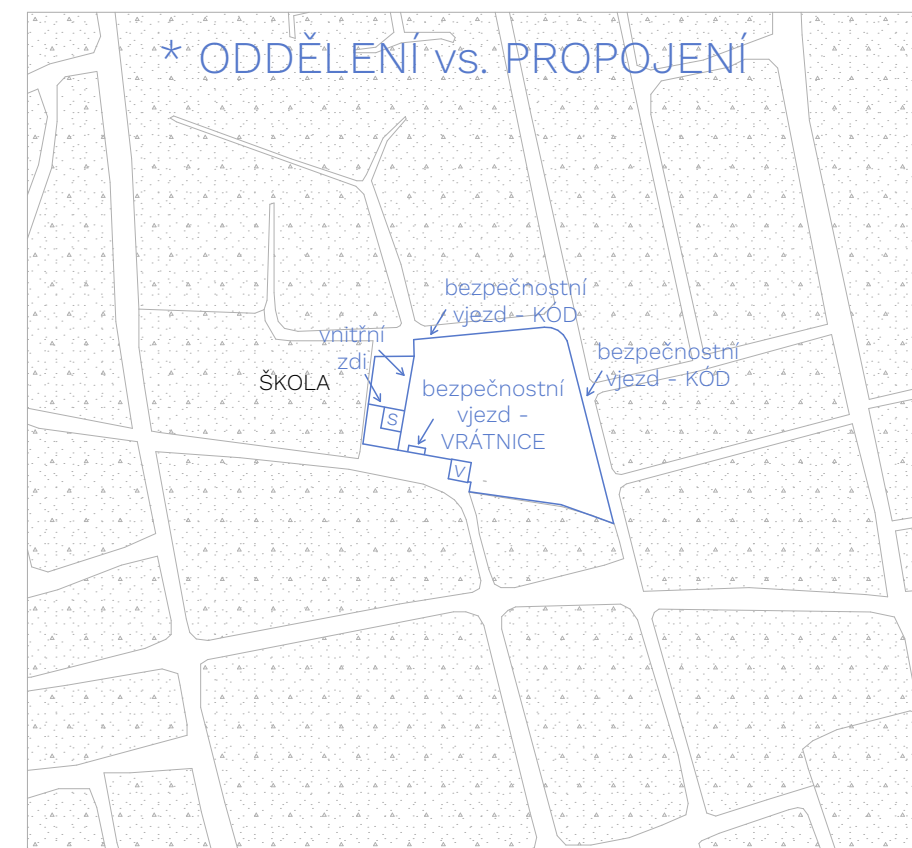 * ODDĚLENÍ vs. PROPOJENÍ
bezpečnostní
vjezd - KÓD
vnitřní
zdi
bezpečnostní
vjezd - KÓD
ŠKOLA
bezpečnostní
vjezd -
VRÁTNICE
S
V